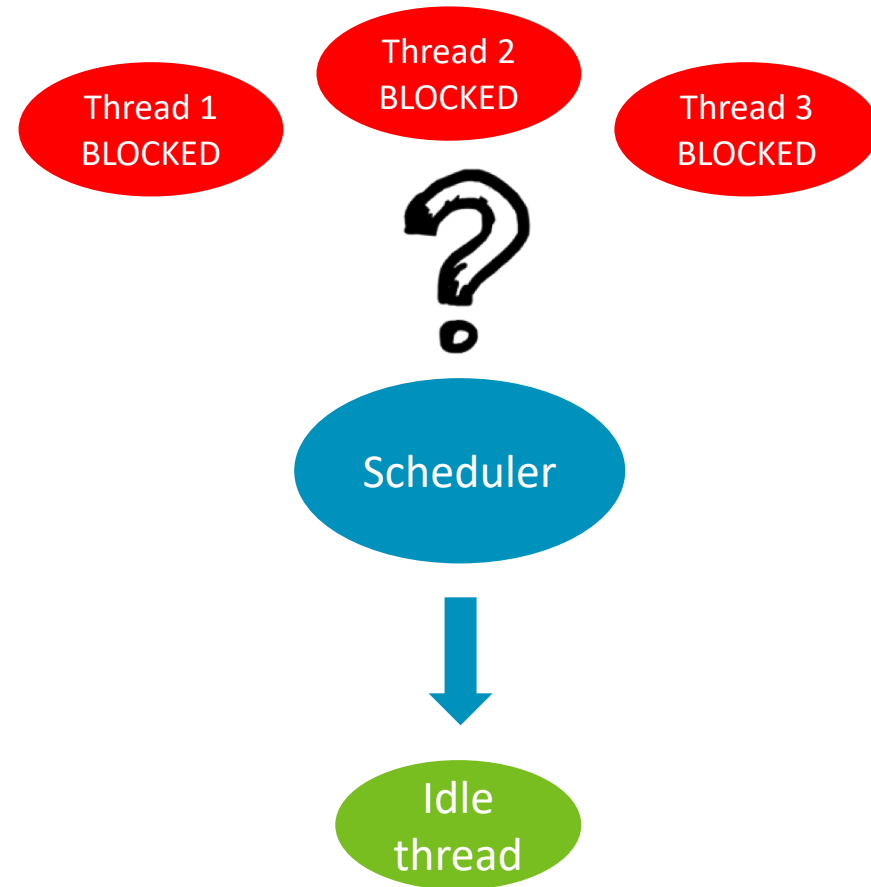 Thread 1
BLOCKED
Thread 2
BLOCKED
Thread 3
BLOCKED
?
Scheduler
Idle
thread